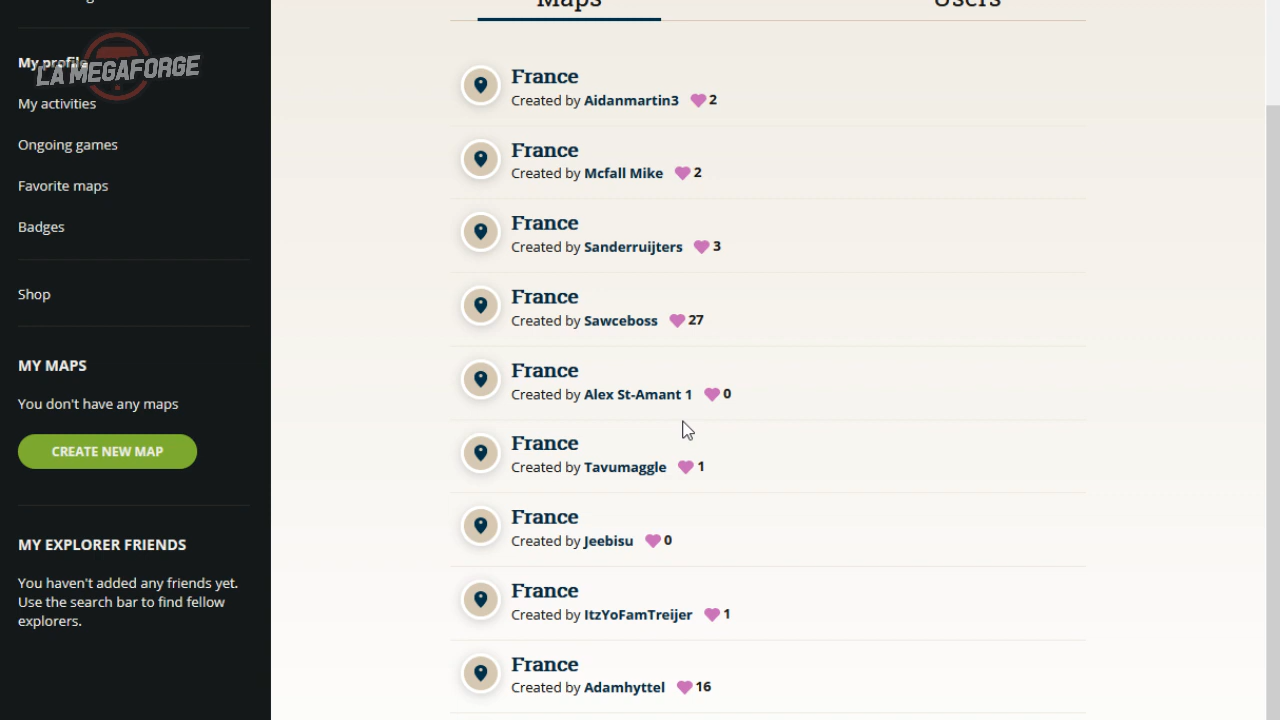 Maps
Users
My profile
LA MEGAFORGE
My activities
Ongoing games
Favorite maps
Badges
Shop
MY MAPS
You don't have any maps
CREATE NEW MAP
MY EXPLORER FRIENDS
You haven't added any friends yet.
Use the search bar to find fellow
explorers.
France
Created by Aidanmartin3 2
France
Created by Mcfall Mike 2
France
Created by Sanderruijters 3
France
Created by Sawceboss 27
France
Created by Alex St-Amant 1 0
France
Created by Tavumaggle 1
France
Created by Jeebisu 0
France
Created by ItzYoFamTreijer 1
France
Created by Adamhyttel 16